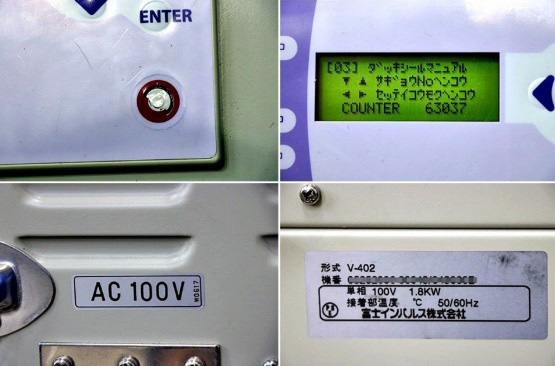 ENTER
[03] ダッキシールマニュアル
▼ ▲ サギョウNoヘンコウ
◀ ▶ セッテイコウモクヘンコウ
COUNTER 63037
AC 100V
形式 V-402
機番
単相 100V 1.8KW
接着部温度 ℃ 50/60Hz
富士インパルス株式会社